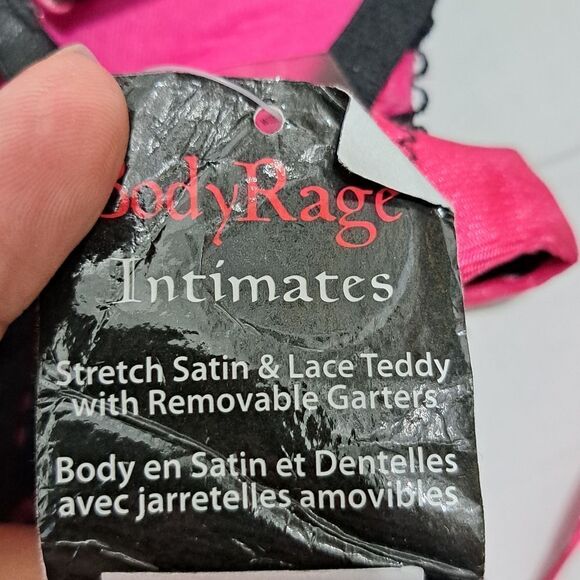 BodyRage
Intimates
Stretch Satin & Lace Teddy
with Removable Garters
Body en Satin et Dentelles
avec jarretelles amovibles